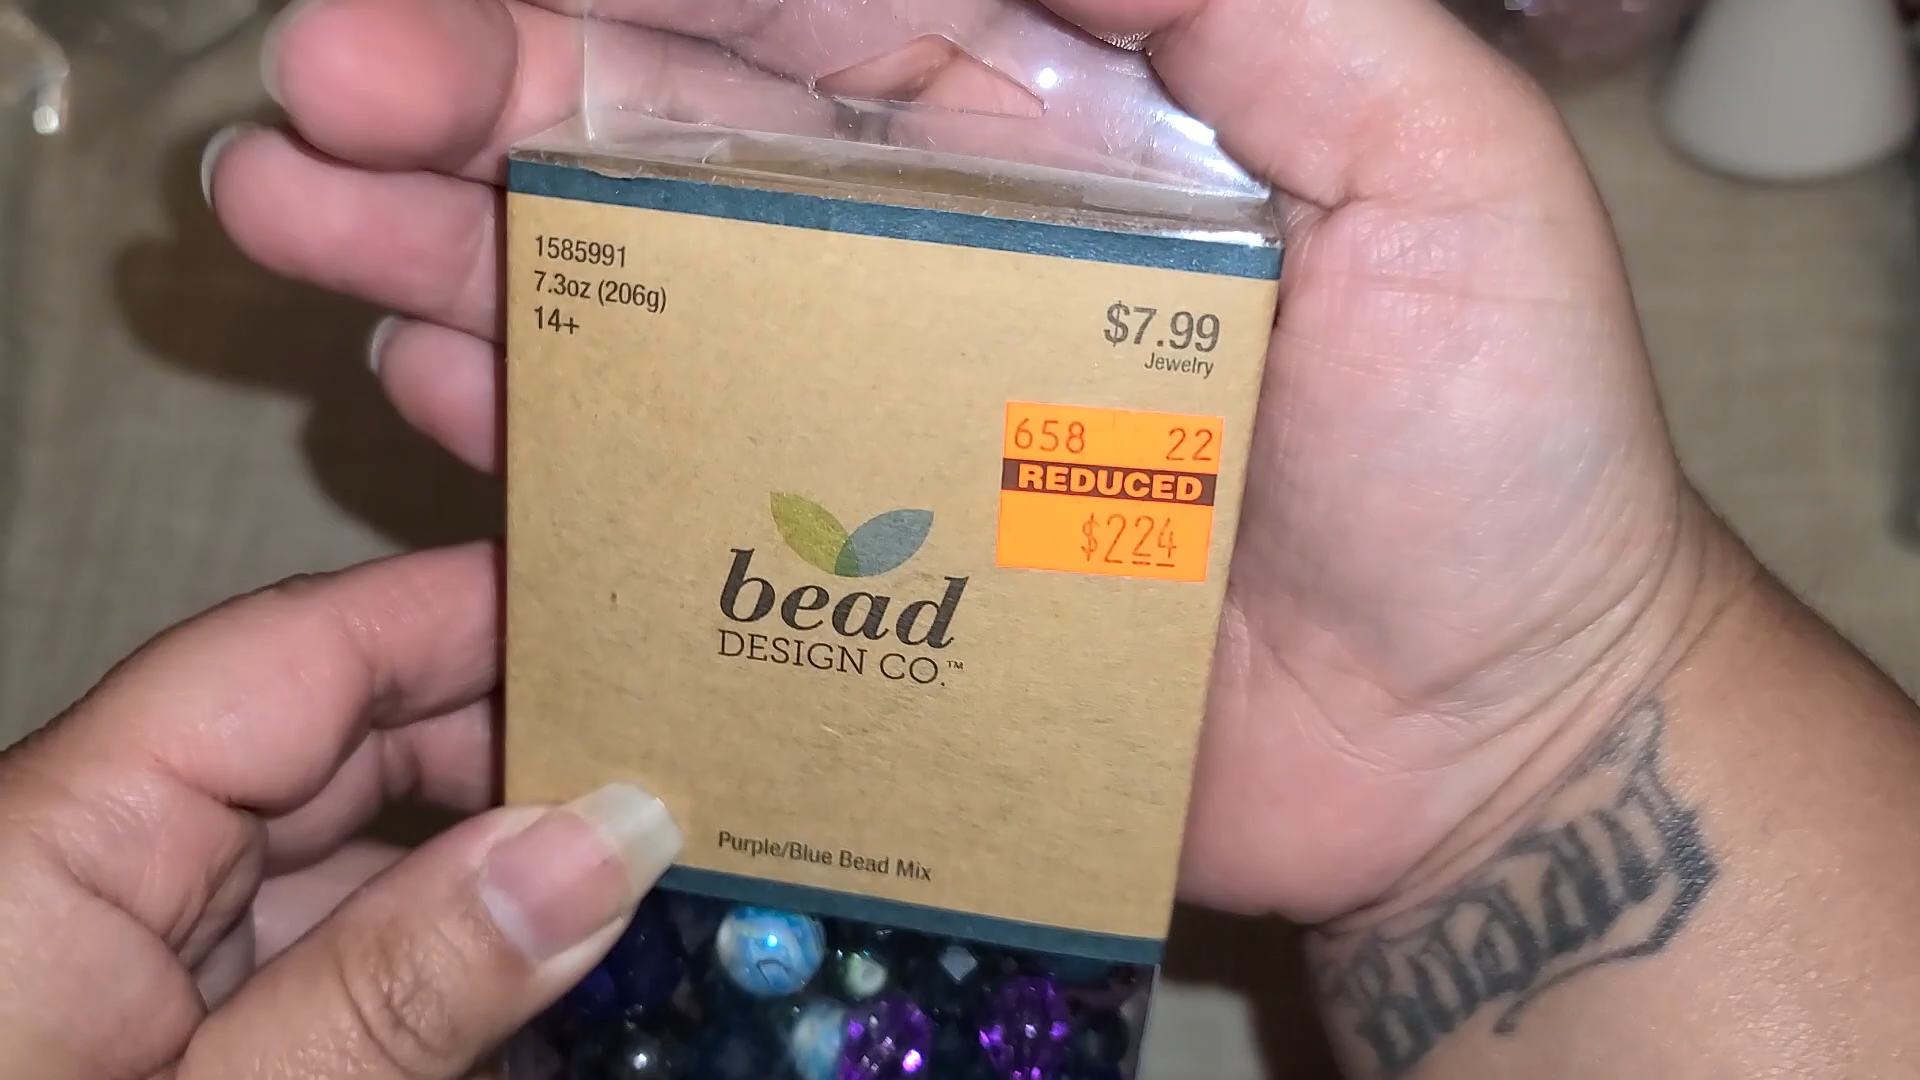 1585991
7.3oz (206g)
14+
$7.99
Jewelry
658 22
REDUCED
$224
bead
DESIGN CO.™
Purple/Blue Bead Mix